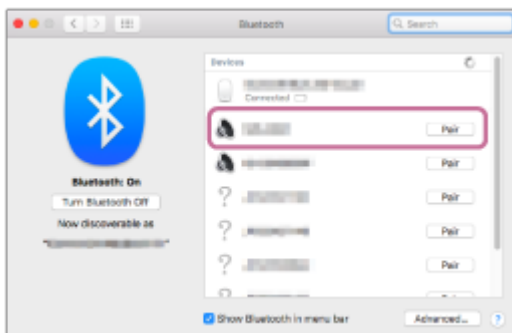 Bluetooth
Search
Devices
Connected
Pair
Pair
Bluetooth: On
Turn Bluetooth Off
Pair
Now discoverable as
Pair
Pair
Show Bluetooth in menu bar
Advanced...
?